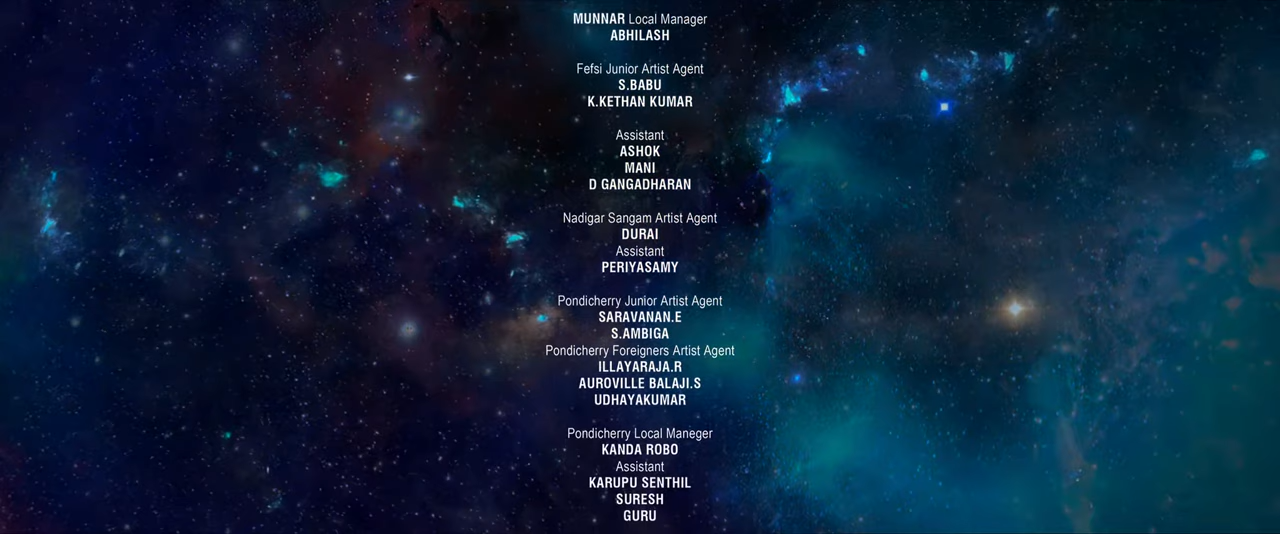 MUNNAR Local Manager
ABHILASH
Fefsi Junior Artist Agent
S.BABU
K.KETHAN KUMAR
Assistant
ASHOK
MANI
D GANGADHARAN
Nadigar Sangam Artist Agent
DURAI
Assistant
PERIYASAMY
Pondicherry Junior Artist Agent
SARAVANAN.E
S.AMBIGA
Pondicherry Foreigners Artist Agent
ILLAYARAJA.R
AUROVILLE BALAJI.S
UDHAYAKUMAR
Pondicherry Local Maneger
KANDA ROBO
Assistant
KARUPU SENTHIL
SURESH
GURU